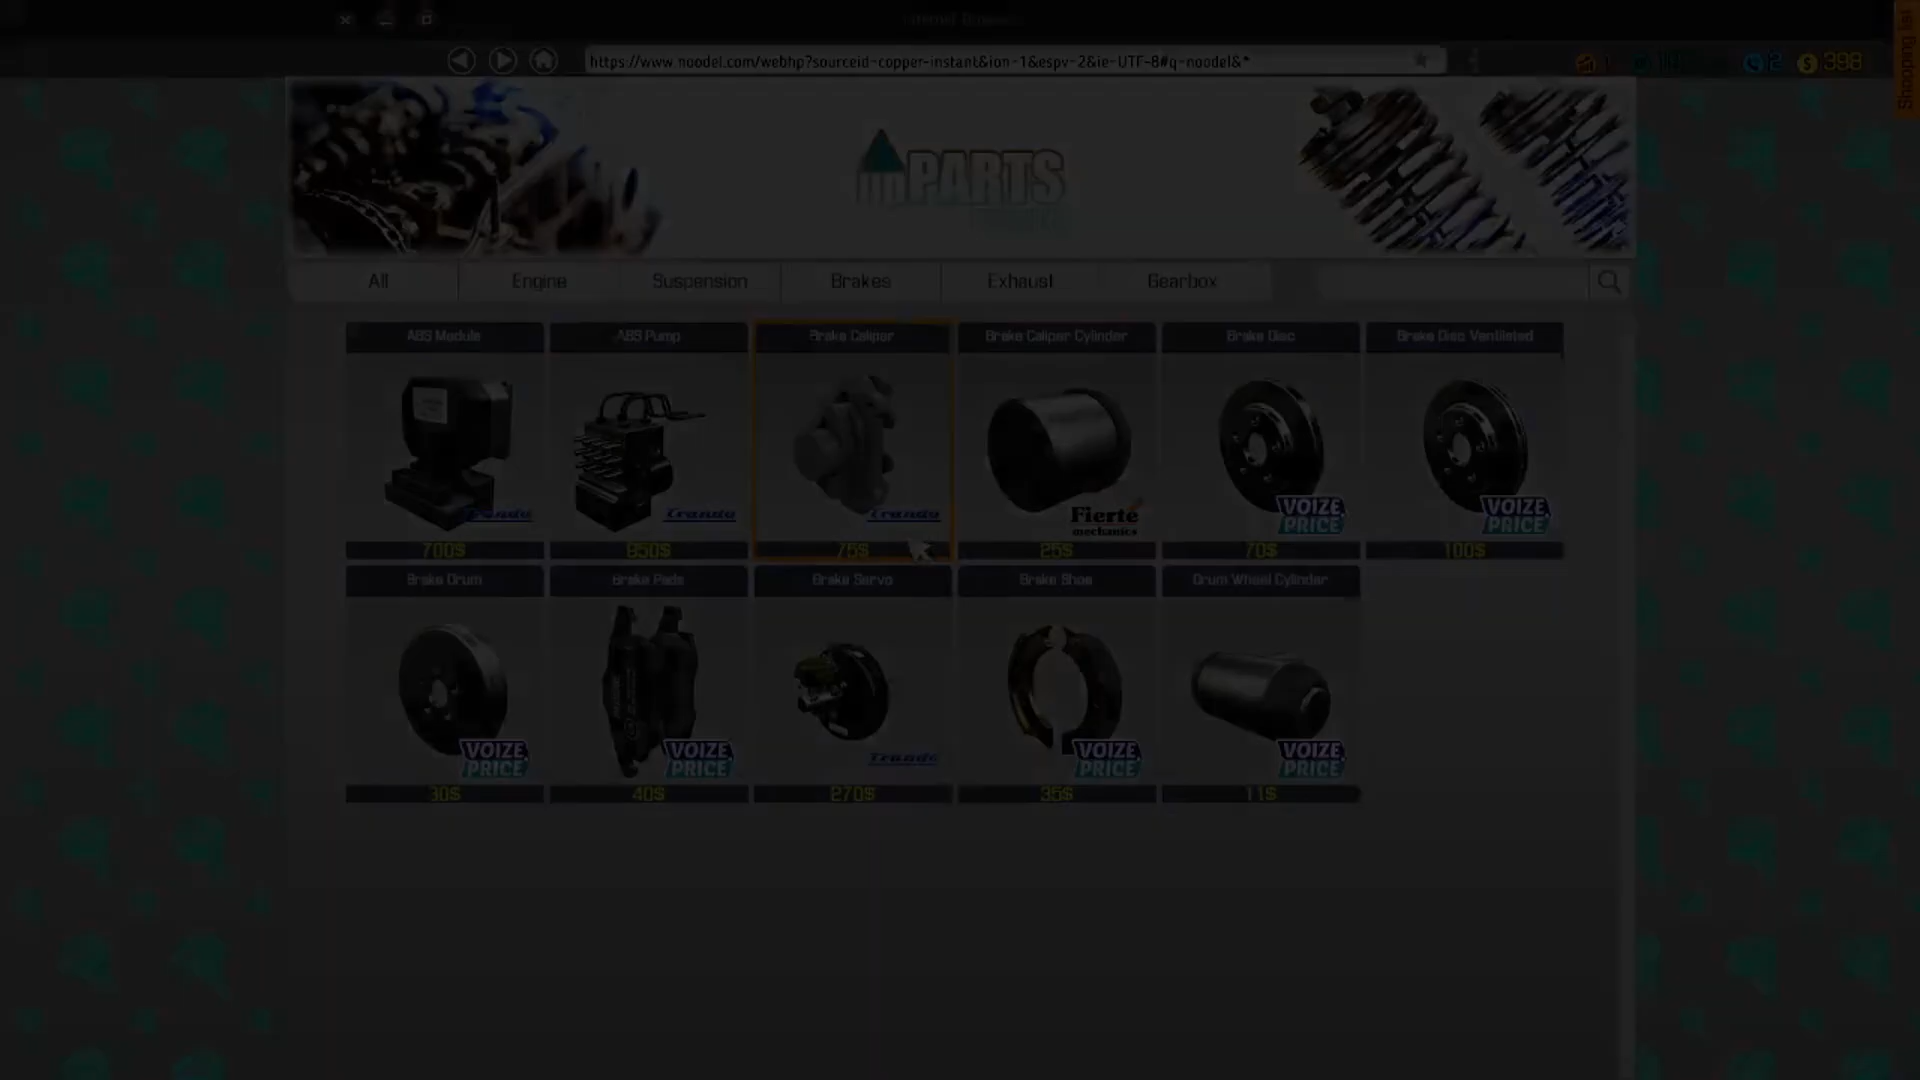 https://www.noodel.com/webhp?sourceid-copper-instant&ion-1&espv-2&ie-UTF-8#q-noodel&*
2
398
Shopping list
PARTS
All
Engine
Suspension
Brakes
Exhaust
Gearbox
ABS Module
ABS Pump
Brake Caliper
Brake Caliper Cylinder
Brake Disc
Brake Disc Ventilated
Fierte
mechanics
VOIZE
PRICE
VOIZE
PRICE
700$
850$
75$
25$
70$
100$
Brake Drum
Brake Pads
Brake Servo
Brake Shoe
Drum Wheel Cylinder
VOIZE
PRICE
VOIZE
PRICE
VOIZE
PRICE
VOIZE
PRICE
30$
40$
270$
35$
11$